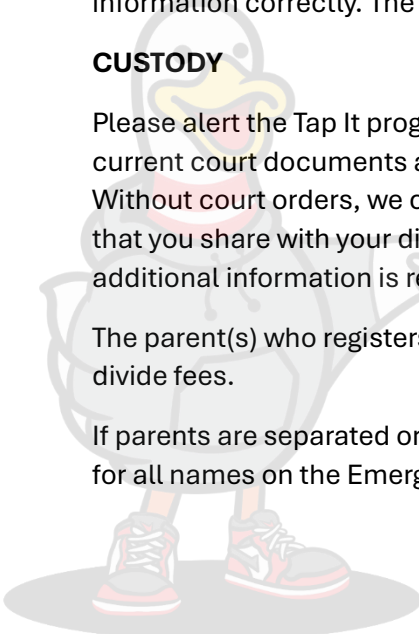 information correctly. The
CUSTODY
Please alert the Tap It prog
current court documents a
Without court orders, we c
that you share with your di
additional information is re
The parent(s) who registers
divide fees.
If parents are separated or
for all names on the Emerg